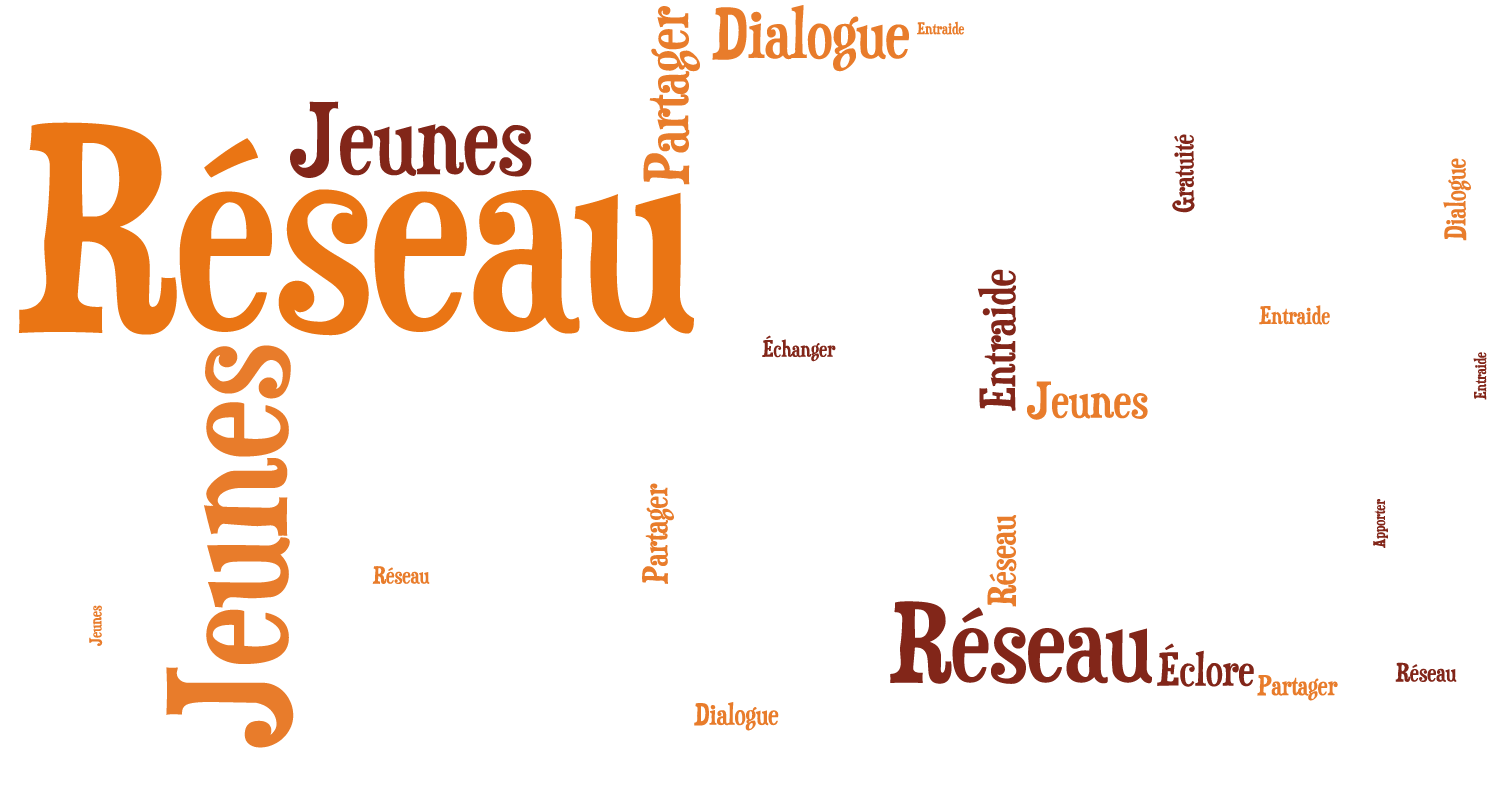 Partager
Dialogue
Entraide
Jeunes
Réseau
Gratuité
Dialogue
Entraide
Entraide
Échanger
Entraide
Jeunes
Jeunes
Partager
Réseau
Jeunes
Réseau
Apporter
Réseau
Éclore
Partager
Réseau
Dialogue